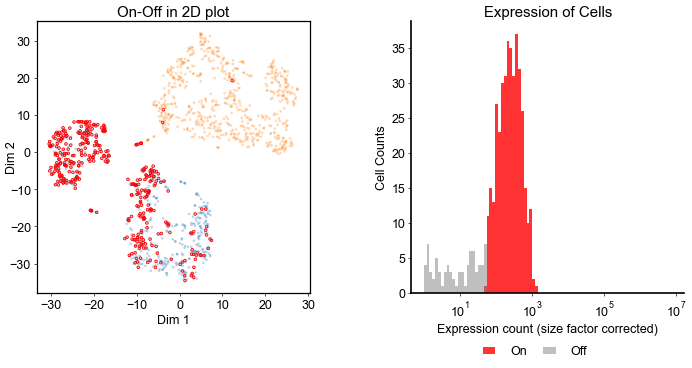 On-Off in 2D plot
Dim 2
30
20
10
0
−10
−20
−30
−30 −20 −10 0 10 20 30
Dim 1
Expression of Cells
Cell Counts
35
30
25
20
15
10
5
0
10^1 10^3 10^5 10^7
Expression count (size factor corrected)
On Off